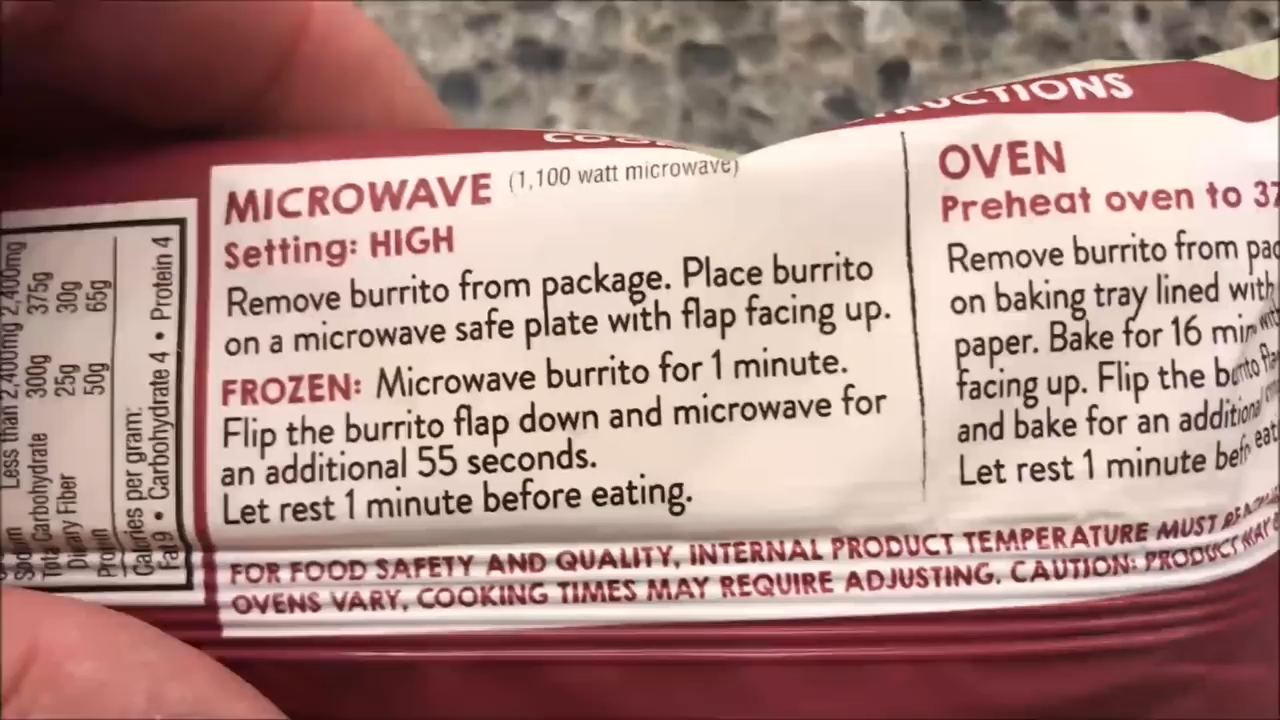 MICROWAVE (1,100 watt microwave)
Setting: HIGH
Remove burrito from package. Place burrito
on a microwave safe plate with flap facing up.
FROZEN: Microwave burrito for 1 minute.
Flip the burrito flap down and microwave for
an additional 55 seconds.
Let rest 1 minute before eating.
OVEN
Preheat oven to
Remove burrito from
on baking tray lined with
paper. Bake for 16
facing up. Flip the burrito
and bake for an additional
Let rest 1 minute
FOR FOOD SAFETY AND QUALITY, INTERNAL PRODUCT TEMPERATURE MUST
OVENS VARY, COOKING TIMES MAY REQUIRE ADJUSTING. CAUTION: PRODUCT MAY
Less than 2,400mg 2,400mg
Carbohydrate 300g 375g
Fiber 25g 30g
50g 65g
Calories per gram:
Fat 9 • Carbohydrate 4 • Protein 4